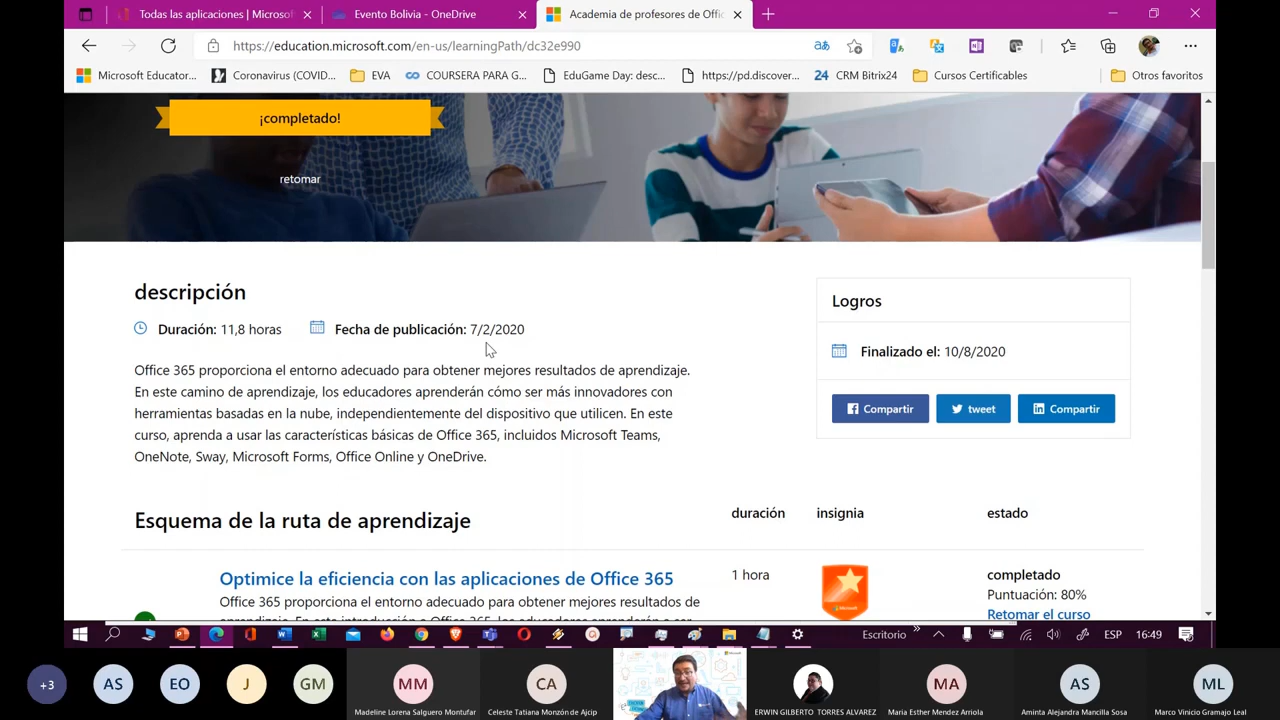 Todas las aplicaciones | Microsof
Evento Bolivia - OneDrive
Academia de profesores de Offic
https://education.microsoft.com/en-us/learningPath/dc32e990
Microsoft Educator...
Coronavirus (COVID...
EVA
COURSERA PARA G...
EduGame Day: desc...
https://pd.discover...
24 CRM Bitrix24
Cursos Certificables
Otros favoritos
¡completado!
retomar
descripción
Duración: 11,8 horas
Fecha de publicación: 7/2/2020
Office 365 proporciona el entorno adecuado para obtener mejores resultados de aprendizaje.
En este camino de aprendizaje, los educadores aprenderán cómo ser más innovadores con
herramientas basadas en la nube, independientemente del dispositivo que utilicen. En este
curso, aprenda a usar las características básicas de Office 365, incluidos Microsoft Teams,
OneNote, Sway, Microsoft Forms, Office Online y OneDrive.
Logros
Finalizado el: 10/8/2020
Compartir
tweet
Compartir
Esquema de la ruta de aprendizaje
duración
insignia
estado
Optimice la eficiencia con las aplicaciones de Office 365
Office 365 proporciona el entorno adecuado para obtener mejores resultados de
1 hora
completado
Puntuación: 80%
Retomar el curso
Escritorio
ESP
16:49
+3
AS
EO
J
GM
MM
Madeline Lorena Salguero Montufar
CA
Celeste Tatiana Monzón de Ajcip
ERWIN GILBERTO TORRES ALVAREZ
MA
Maria Esther Mendez Arriola
AS
Aminta Alejandra Mancilla Sosa
ML
Marco Vinicio Gramajo Leal